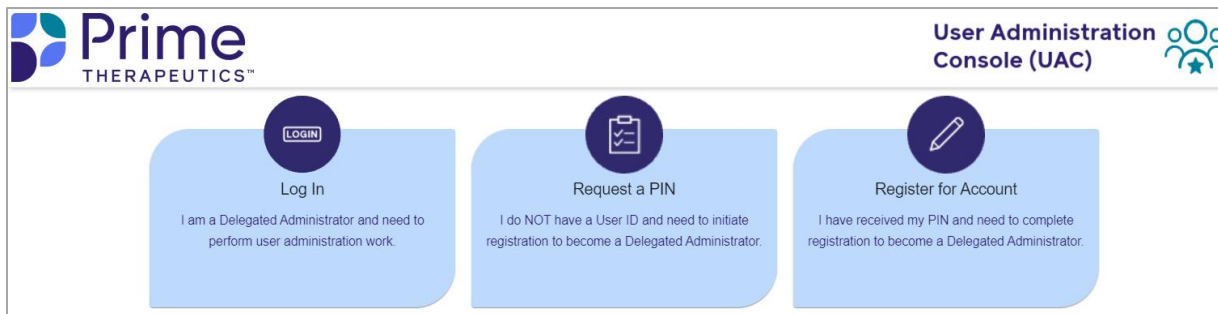 Prime
THERAPEUTICS™
User Administration
Console (UAC)
LOGIN
Log In
I am a Delegated Administrator and need to
perform user administration work.
Request a PIN
I do NOT have a User ID and need to initiate
registration to become a Delegated Administrator.
Register for Account
I have received my PIN and need to complete
registration to become a Delegated Administrator.